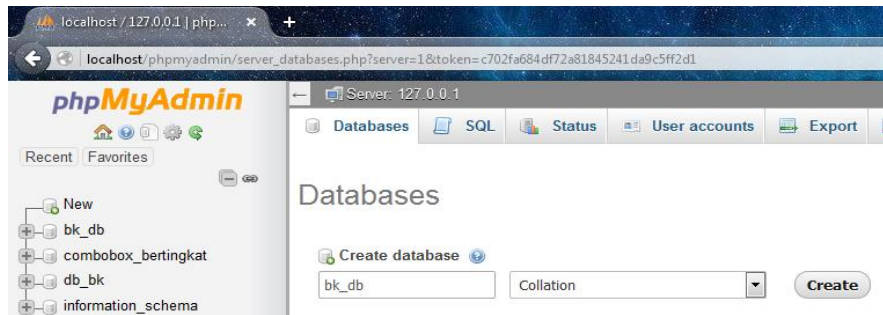 localhost / 127.0.0.1 | php...
localhost/phpmyadmin/server_databases.php?server=1&token=c702fa684df72a81845241da9c5ff2d1
phpMyAdmin
Recent Favorites
New
bk_db
combobox_bertingkat
db_bk
information_schema
Server: 127.0.0.1
Databases SQL Status User accounts Export
Databases
Create database
bk_db Collation Create